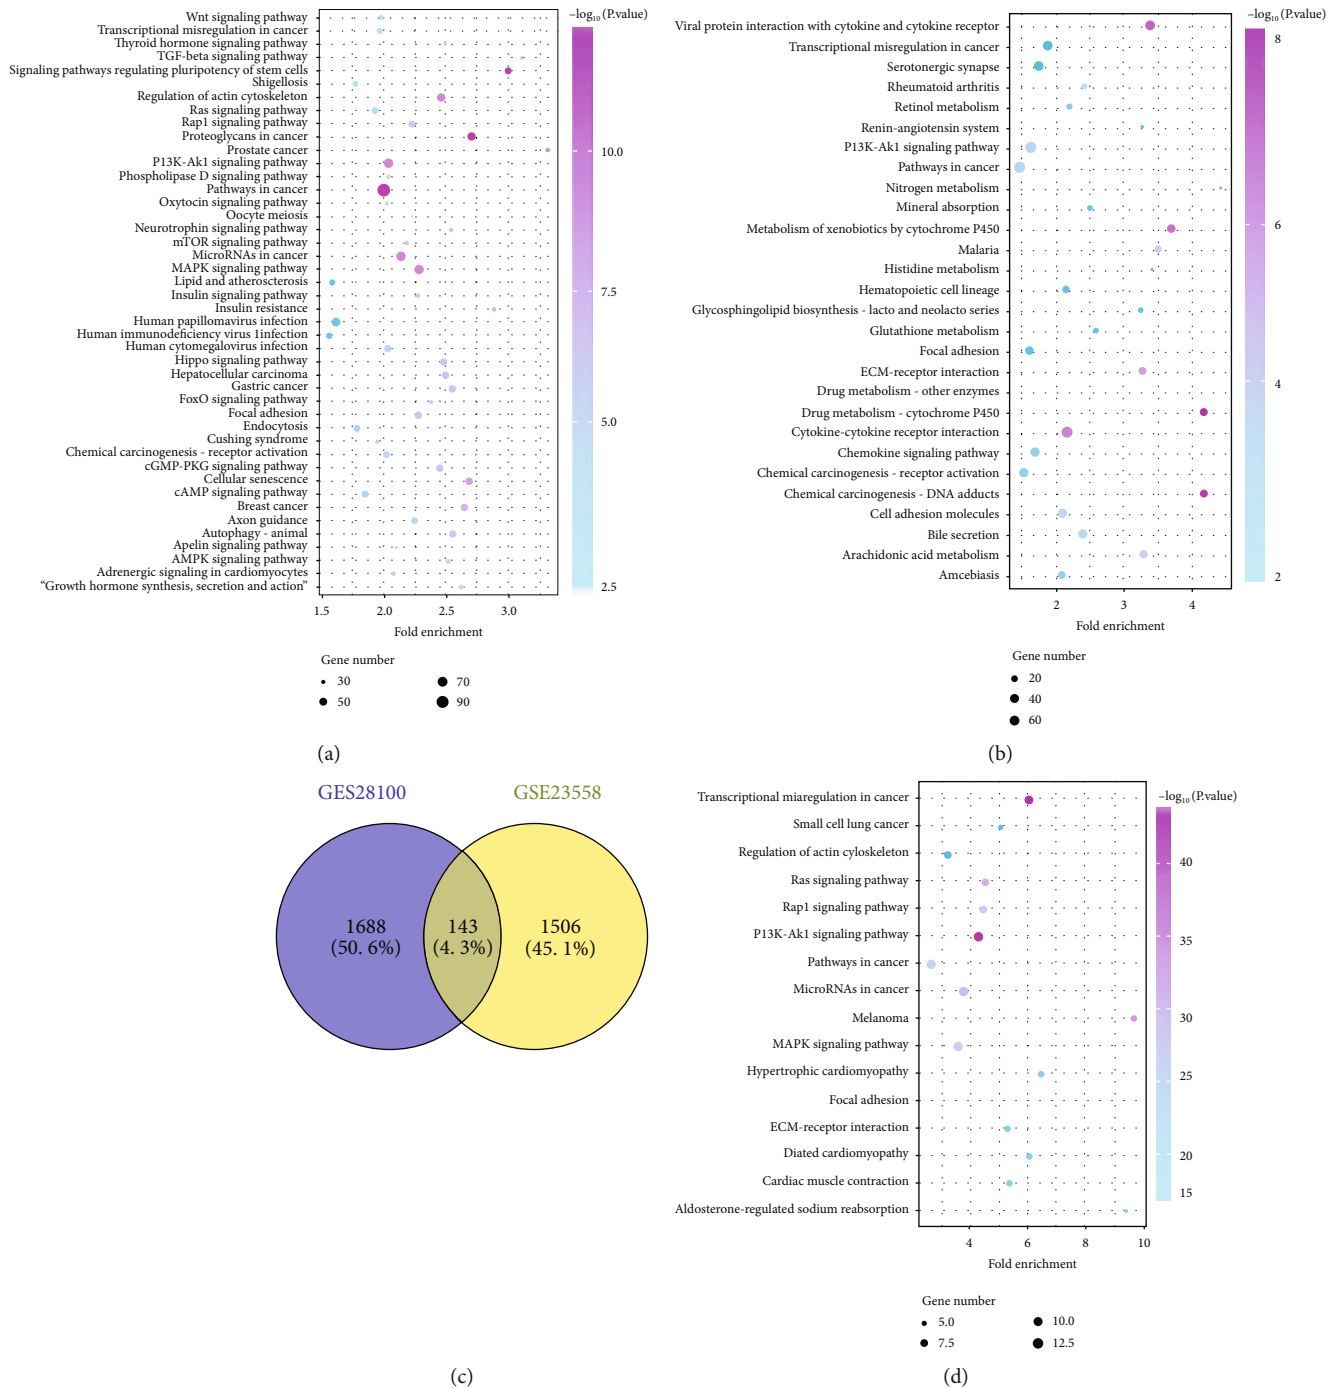 −log₁₀ (P.value)
Wnt signaling pathway
Transcriptional misregulation in cancer
Thyroid hormone signaling pathway
TGF-beta signaling pathway
Signaling pathways regulating pluripotency of stem cells
Shigellosis
Regulation of actin cytoskeleton
Ras signaling pathway
Rap1 signaling pathway
Proteoglycans in cancer
Prostate cancer
P13K-Ak1 signaling pathway
Phospholipase D signaling pathway
Pathways in cancer
Oxytocin signaling pathway
Oocyte meiosis
Neurotrophin signaling pathway
mTOR signaling pathway
MicroRNAs in cancer
MAPK signaling pathway
Lipid and atherosclerosis
Insulin signaling pathway
Insulin resistance
Human papillomavirus infection
Human immunodeficiency virus 1infection
Human cytomegalovirus infection
Hippo signaling pathway
Hepatocellular carcinoma
Gastric cancer
FoxO signaling pathway
Focal adhesion
Endocytosis
Cushing syndrome
Chemical carcinogenesis - receptor activation
cGMP-PKG signaling pathway
Cellular senescence
cAMP signaling pathway
Breast cancer
Axon guidance
Autophagy - animal
Apelin signaling pathway
AMPK signaling pathway
Adrenergic signaling in cardiomyocytes
“Growth hormone synthesis, secretion and action”
10.0
7.5
5.0
2.5
1.5 2.0 2.5 3.0
Fold enrichment
Gene number
30 70
50 90
(a)
−log₁₀ (P.value)
Viral protein interaction with cytokine and cytokine receptor
Transcriptional misregulation in cancer
Serotonergic synapse
Rheumatoid arthritis
Retinol metabolism
Renin-angiotensin system
P13K-Ak1 signaling pathway
Pathways in cancer
Nitrogen metabolism
Mineral absorption
Metabolism of xenobiotics by cytochrome P450
Malaria
Histidine metabolism
Hematopoietic cell lineage
Glycosphingolipid biosynthesis - lacto and neolacto series
Glutathione metabolism
Focal adhesion
ECM-receptor interaction
Drug metabolism - other enzymes
Drug metabolism - cytochrome P450
Cytokine-cytokine receptor interaction
Chemokine signaling pathway
Chemical carcinogenesis - receptor activation
Chemical carcinogenesis - DNA adducts
Cell adhesion molecules
Bile secretion
Arachidonic acid metabolism
Amcebiasis
8
6
4
2
2 3 4
Fold enrichment
Gene number
20
40
60
(b)
GES28100 GSE23558
1688 143 1506
(50. 6%) (4. 3%) (45. 1%)
(c)
−log₁₀ (P.value)
Transcriptional miaregulation in cancer
Small cell lung cancer
Regulation of actin cyloskeleton
Ras signaling pathway
Rap1 signaling pathway
P13K-Ak1 signaling pathway
Pathways in cancer
MicroRNAs in cancer
Melanoma
MAPK signaling pathway
Hypertrophic cardiomyopathy
Focal adhesion
ECM-receptor interaction
Diated cardiomyopathy
Cardiac muscle contraction
Aldosterone-regulated sodium reabsorption
40
35
30
25
20
15
4 6 8 10
Fold enrichment
Gene number
5.0 10.0
7.5 12.5
(d)